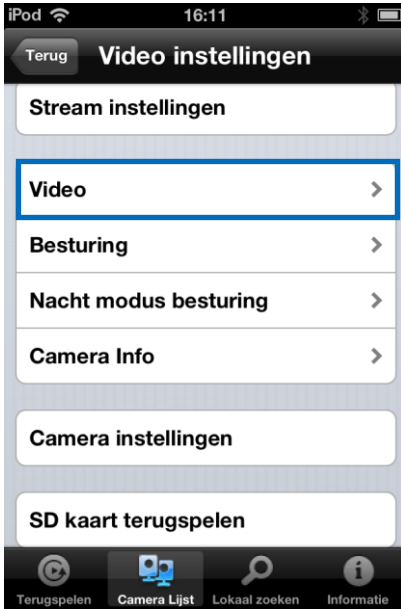 iPod 16:11
Terug Video instellingen
Stream instellingen
Video
Besturing
Nacht modus besturing
Camera Info
Camera instellingen
SD kaart terugspelen
Terugspelen Camera Lijst Lokaal zoeken Informatie